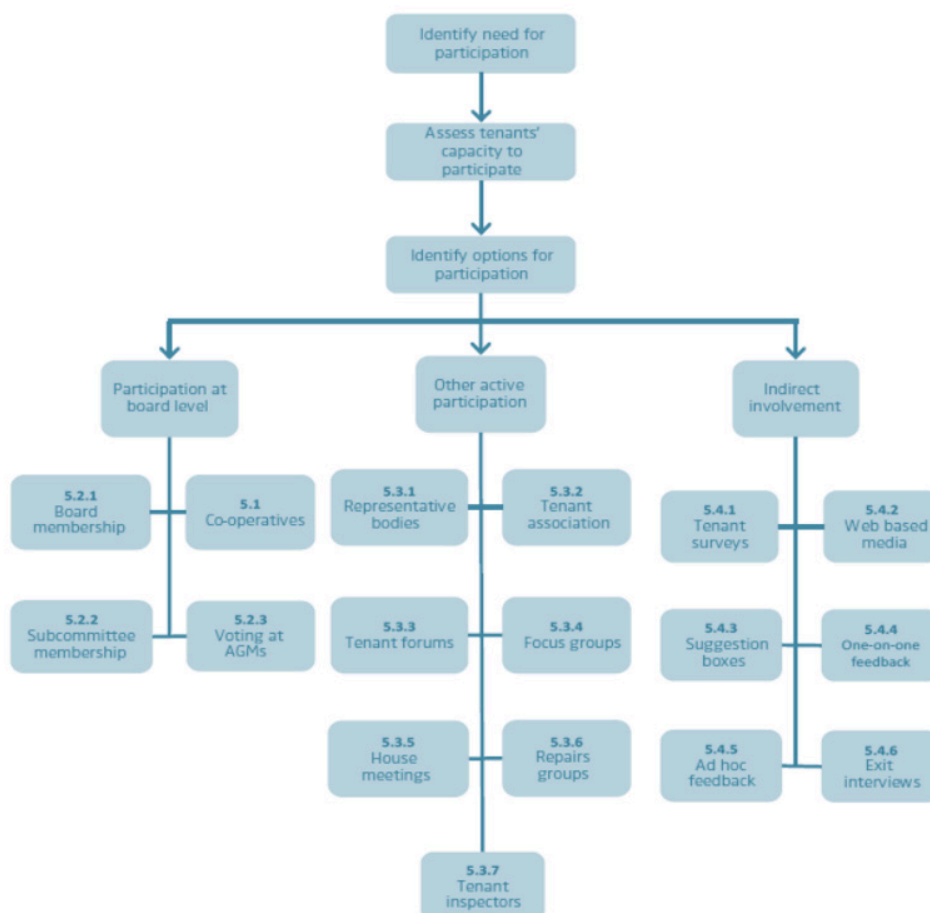 Identify need for
participation
Assess tenants'
capacity to
participate
Identify options for
participation
Participation at
board level
Other active
participation
Indirect
involvement
5.2.1
Board
membership
5.1
Co-operatives
5.2.2
Subcommittee
membership
5.2.3
Voting at
AGMs
5.3.1
Representative
bodies
5.3.2
Tenant
association
5.3.3
Tenant forums
5.3.4
Focus groups
5.3.5
House
meetings
5.3.6
Repairs
groups
5.3.7
Tenant
inspectors
5.4.1
Tenant
surveys
5.4.2
Web based
media
5.4.3
Suggestion
boxes
5.4.4
One-on-one
feedback
5.4.5
Ad hoc
feedback
5.4.6
Exit
interviews